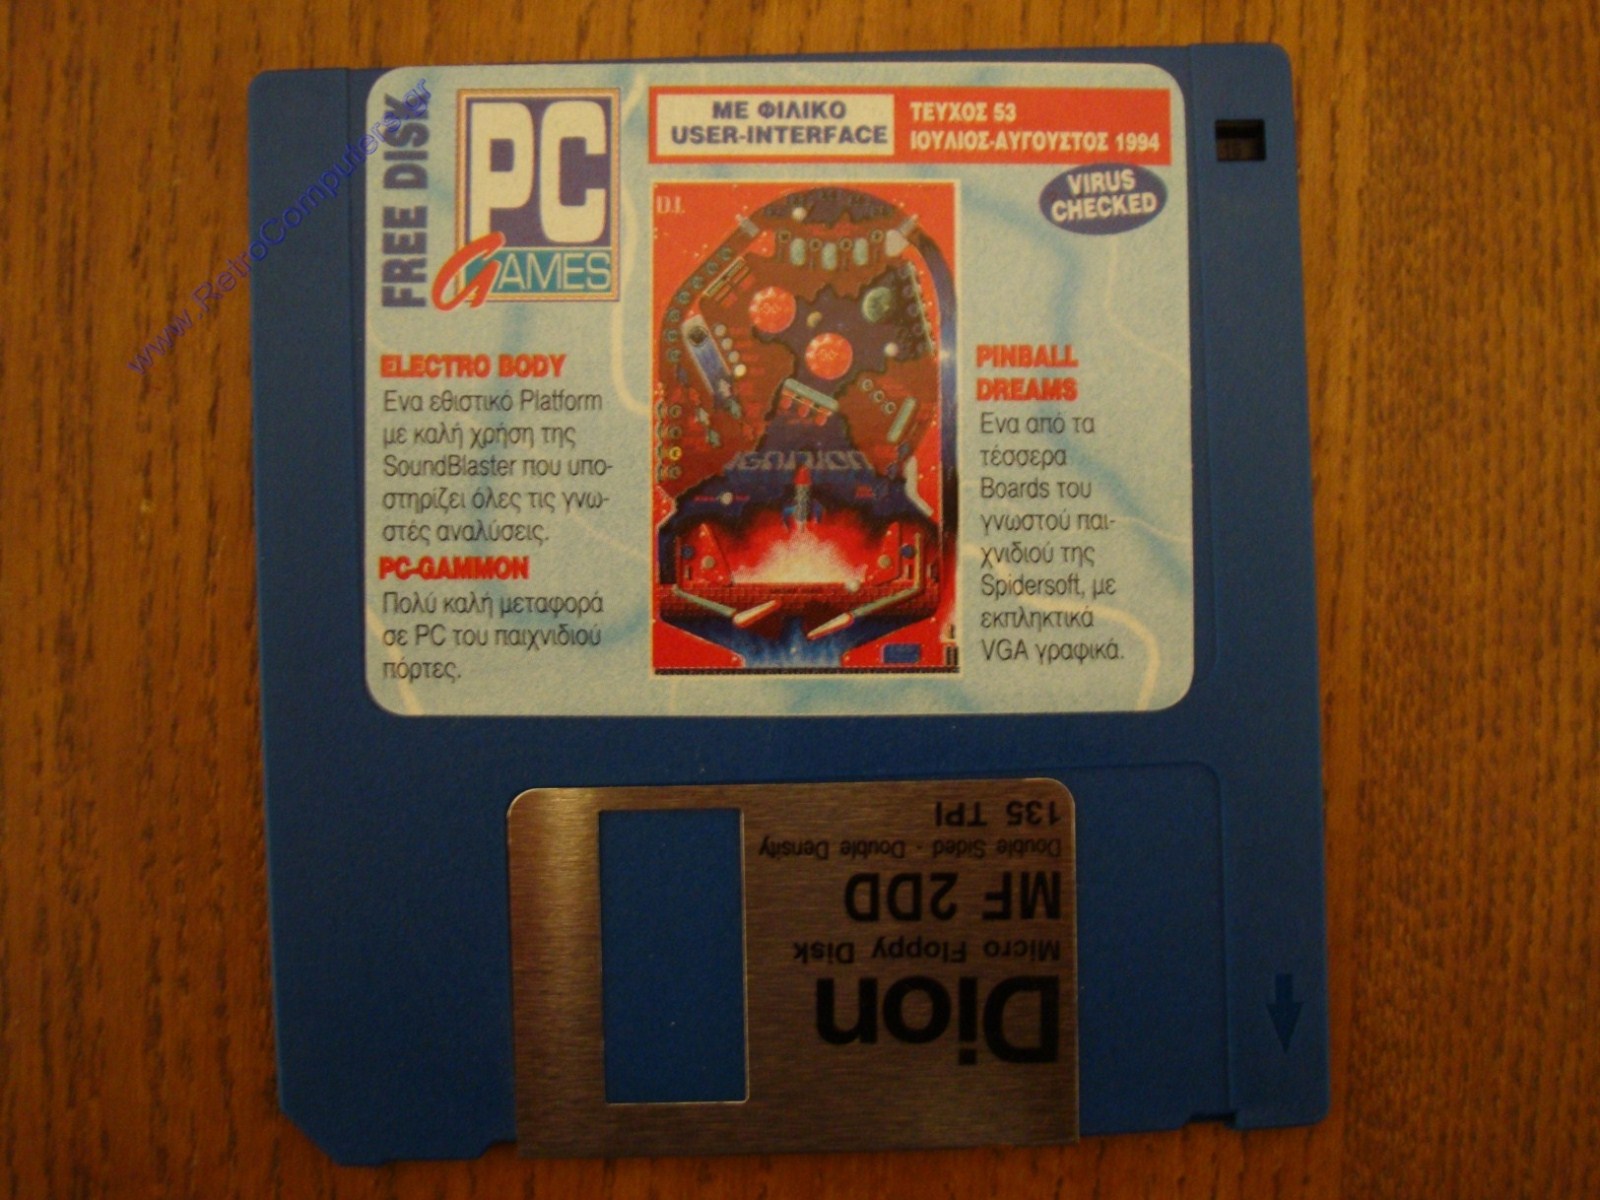 www.RetroComputers.gr
FREE DISK
PC
GAMES
ΜΕ ΦΙΛΙΚΟ
USER-INTERFACE
ΤΕΥΧΟΣ 53
ΙΟΥΛΙΟΣ-ΑΥΓΟΥΣΤΟΣ 1994
VIRUS
CHECKED
ELECTRO BODY
Ενα εθιστικό Platform
με καλή χρήση της
SoundBlaster που υπο-
στηρίζει όλες τις γνω-
στές αναλύσεις.
PC-GAMMON
Πολύ καλή μεταφορά
σε PC του παιχνιδιού
πόρτες.
D.I.
IGNITION
PINBALL
DREAMS
Ενα από τα
τέσσερα
Boards του
γνωστού παι-
χνιδιού της
Spidersoft, με
εκπληκτικά
VGA γραφικά.
Dion
Micro Floppy Disk
MF 2DD
Double Sided - Double Density
135 TPI